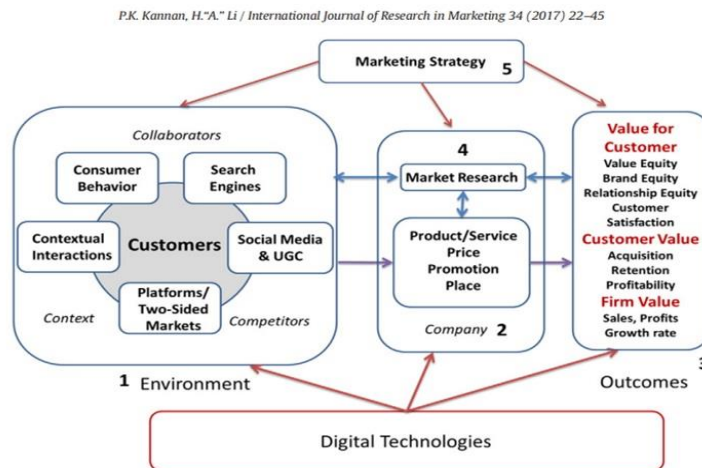 P.K. Kannan, H."A." Li / International Journal of Research in Marketing 34 (2017) 22–45
Marketing Strategy
5
Collaborators
Consumer
Behavior
Search
Engines
Contextual
Interactions
Customers
Social Media
& UGC
Platforms/
Two-Sided
Markets
Context
Competitors
1 Environment
4
Market Research
Product/Service
Price
Promotion
Place
Company 2
Value for
Customer
Value Equity
Brand Equity
Relationship Equity
Customer
Satisfaction
Customer Value
Acquisition
Retention
Profitability
Firm Value
Sales, Profits
Growth rate
Outcomes
3
Digital Technologies